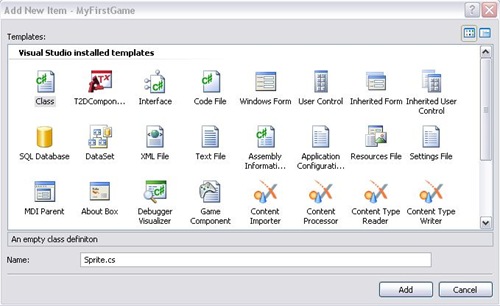 Add New Item - MyFirstGame
Templates:
Visual Studio installed templates
Class T2DCompon... Interface Code File Windows Form User Control Inherited Form Inherited User Control
SQL Database DataSet XML File Text File Assembly Informati... Application Configurati... Resources File Settings File
MDI Parent About Box Debugger Visualizer Game Component Content Importer Content Processor Content Type Reader Content Type Writer
An empty class definiton
Name: Sprite.cs
Add Cancel